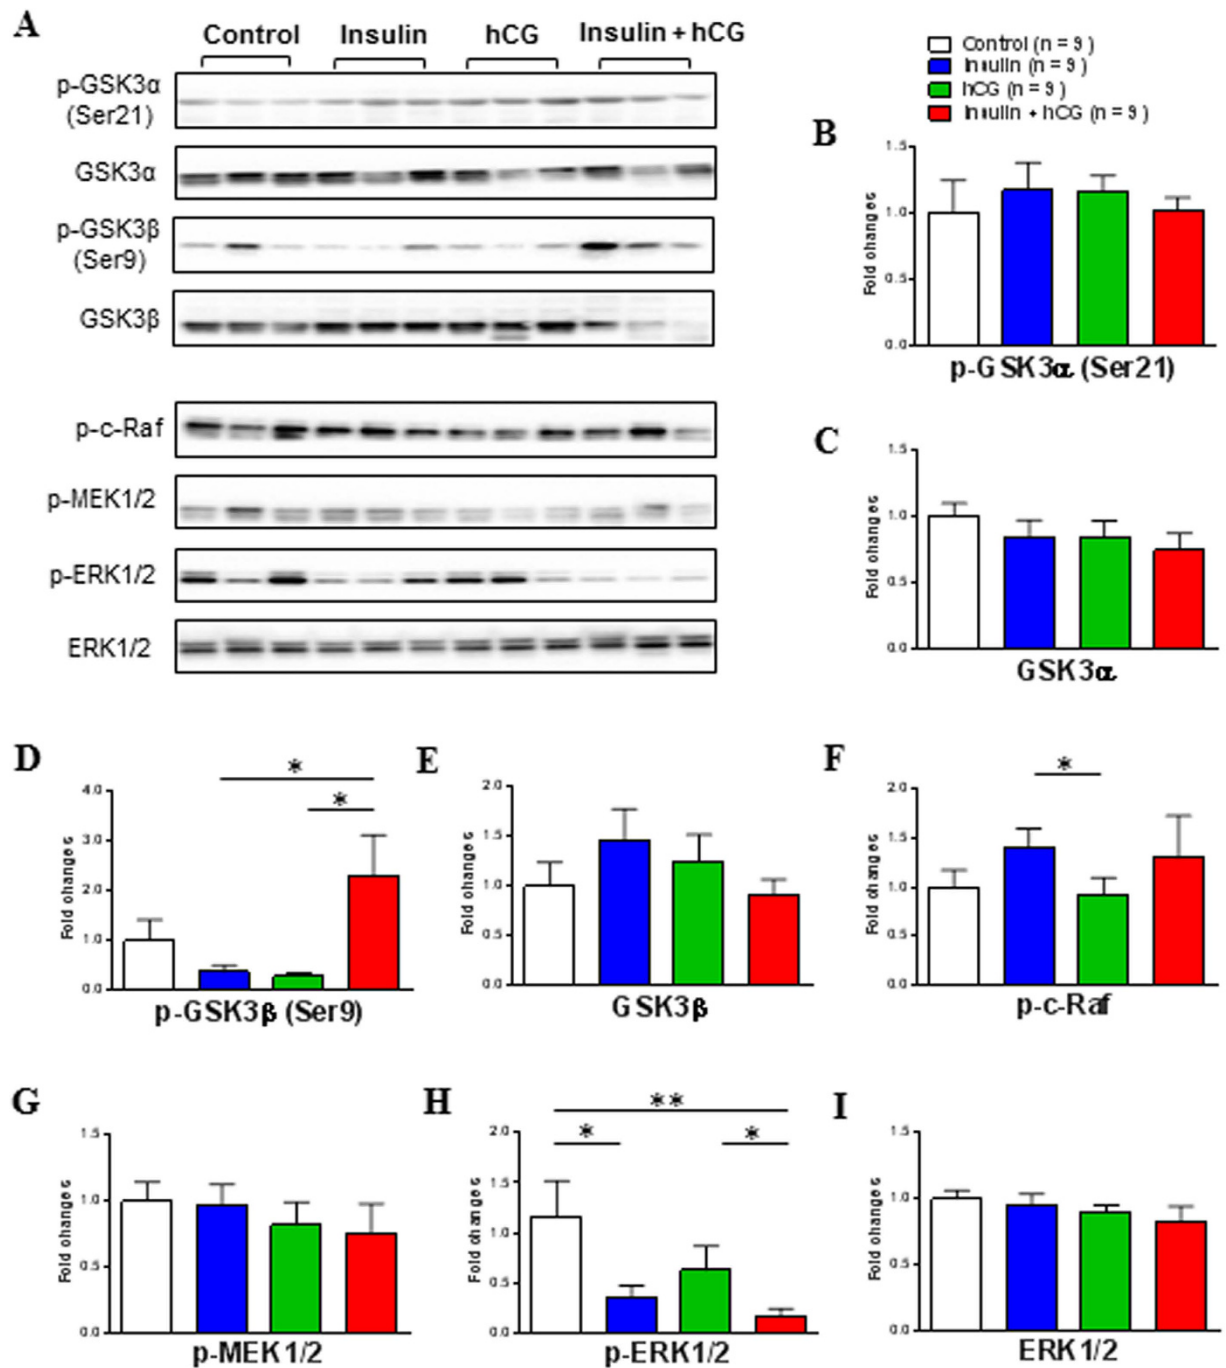 A
Control Insulin hCG Insulin + hCG
p-GSK3α
(Ser21)
GSK3α
p-GSK3β
(Ser9)
GSK3β
p-c-Raf
p-MEK1/2
p-ERK1/2
ERK1/2
Control (n = 9)
Insulin (n = 9)
hCG (n = 9)
Insulin + hCG (n = 9)
B
1.5
1.0
0.5
0.0
Fold changes
p-GSK3α (Ser21)
C
1.5
1.0
0.5
0.0
Fold changes
GSK3α
D
* 
*
4.0
3.0
2.0
1.0
0.0
Fold changes
p-GSK3β (Ser9)
E
2.0
1.5
1.0
0.5
0.0
Fold changes
GSK3β
F
*
2.0
1.5
1.0
0.5
0.0
Fold changes
p-c-Raf
G
1.5
1.0
0.5
0.0
Fold changes
p-MEK1/2
H
**
* *
2.0
1.5
1.0
0.5
0.0
Fold changes
p-ERK1/2
I
1.5
1.0
0.5
0.0
Fold changes
ERK1/2